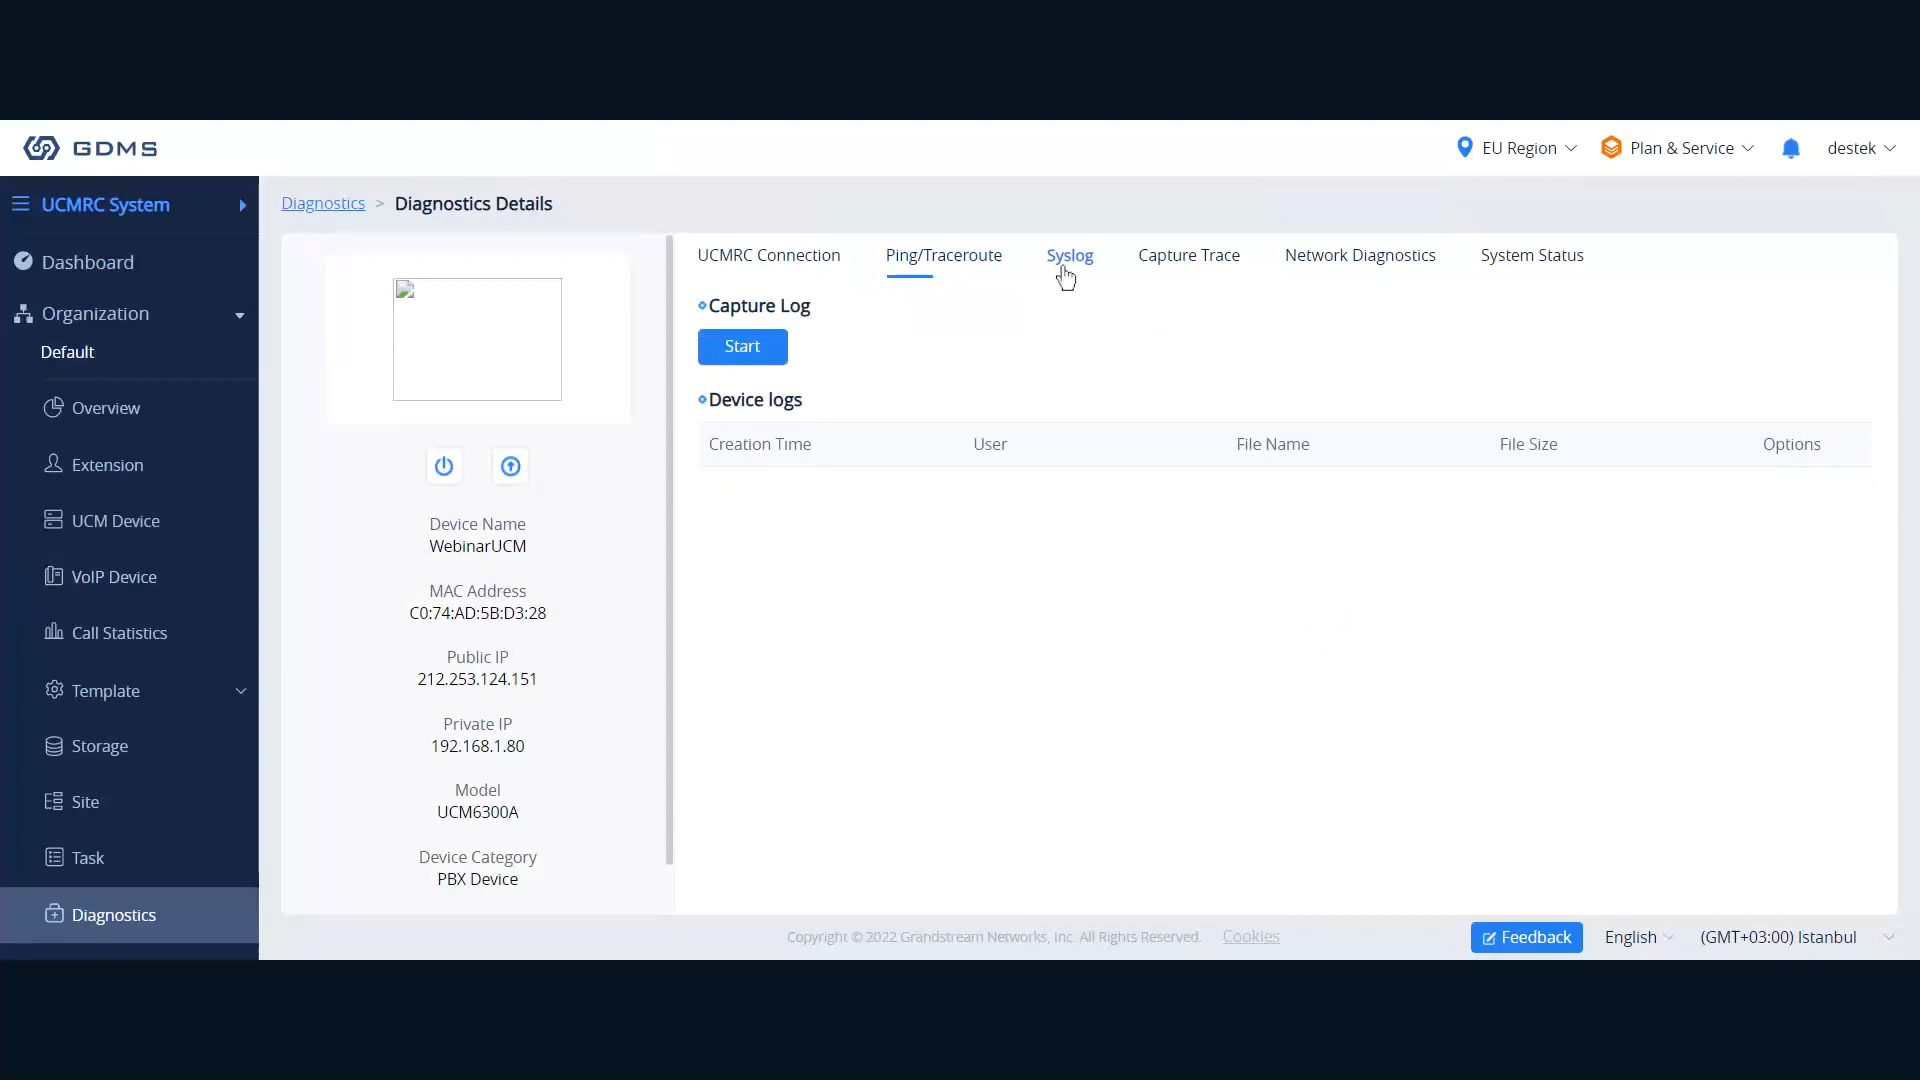 GDMS
EU Region
Plan & Service
destek
UCMRC System
Dashboard
Organization
Default
Overview
Extension
UCM Device
VoIP Device
Call Statistics
Template
Storage
Site
Task
Diagnostics
Diagnostics > Diagnostics Details
Device Name
WebinarUCM
MAC Address
C0:74:AD:5B:D3:28
Public IP
212.253.124.151
Private IP
192.168.1.80
Model
UCM6300A
Device Category
PBX Device
UCMRC Connection Ping/Traceroute Syslog Capture Trace Network Diagnostics System Status
Capture Log
Start
Device logs
Creation Time User File Name File Size Options
Copyright © 2022 Grandstream Networks, Inc. All Rights Reserved. Cookies
Feedback
English
(GMT+03:00) Istanbul